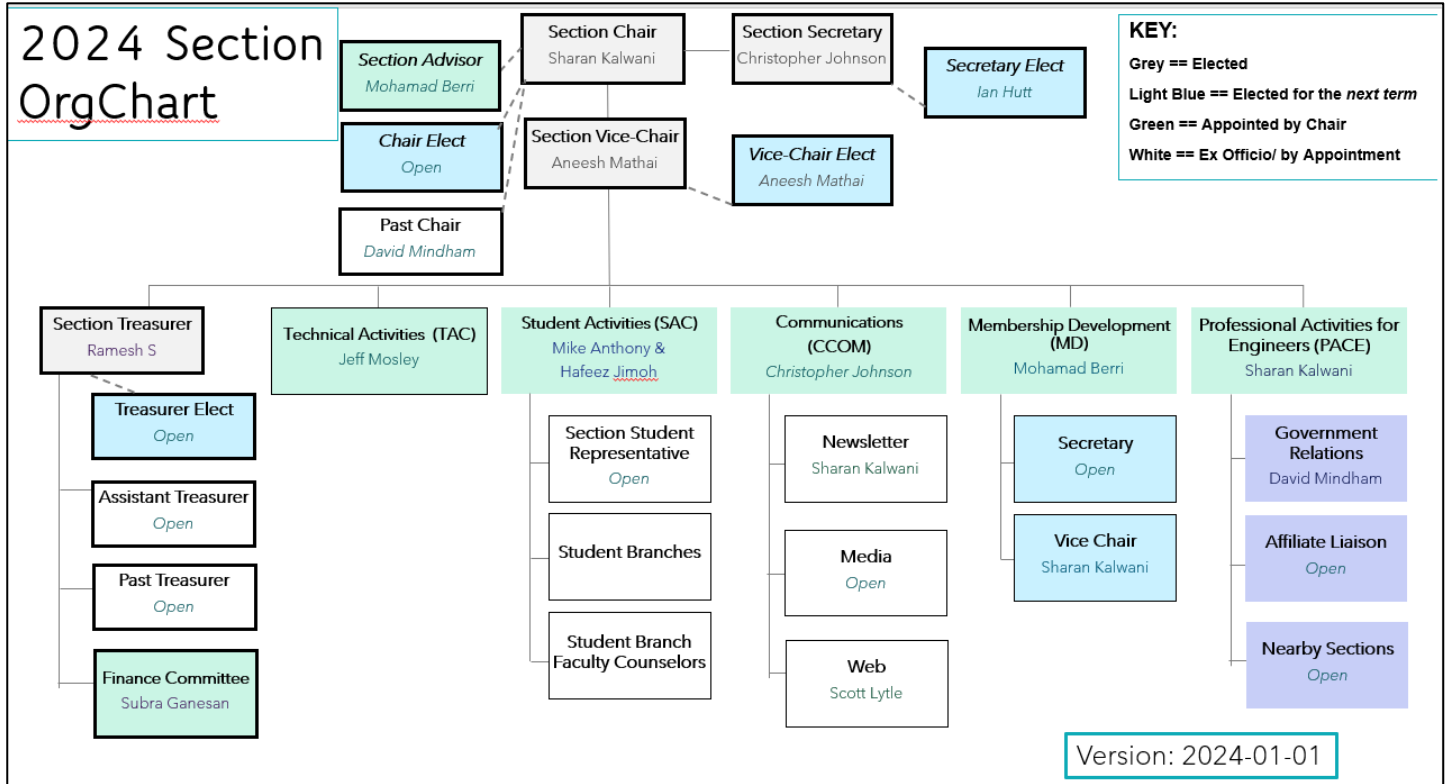 2024 Section
OrgChart
Section Advisor
Mohamad Berri
Section Chair
Sharan Kalwani
Section Secretary
Christopher Johnson
Secretary Elect
Ian Hutt
KEY:
Grey == Elected
Light Blue == Elected for the next term
Green == Appointed by Chair
White == Ex Officio/ by Appointment
Chair Elect
Open
Section Vice-Chair
Aneesh Mathai
Vice-Chair Elect
Aneesh Mathai
Past Chair
David Mindham
Section Treasurer
Ramesh S
Technical Activities (TAC)
Jeff Mosley
Student Activities (SAC)
Mike Anthony &
Hafeez Jimoh
Communications
(CCOM)
Christopher Johnson
Membership Development
(MD)
Mohamad Berri
Professional Activities for
Engineers (PACE)
Sharan Kalwani
Treasurer Elect
Open
Assistant Treasurer
Open
Past Treasurer
Open
Finance Committee
Subra Ganesan
Section Student
Representative
Open
Student Branches
Student Branch
Faculty Counselors
Newsletter
Sharan Kalwani
Media
Open
Web
Scott Lytle
Secretary
Open
Vice Chair
Sharan Kalwani
Government
Relations
David Mindham
Affiliate Liaison
Open
Nearby Sections
Open
Version: 2024-01-01